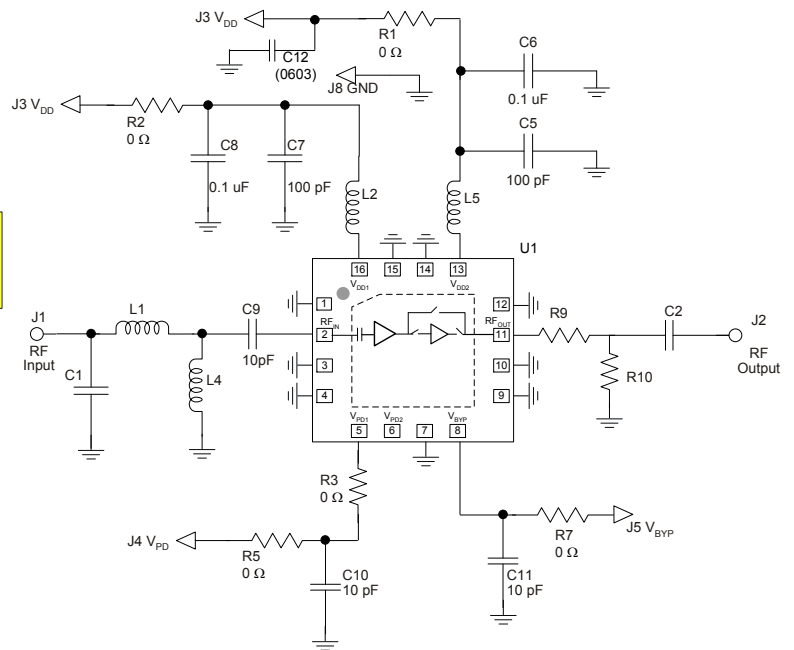 J3 VDD
R1
0 Ω
C12
(0603)
C6
0.1 uF
J8 GND
J3 VDD
R2
0 Ω
C8
0.1 uF
C7
100 pF
C5
100 pF
L2
L5
U1
16
15
14
13
VDD1
VDD2
1
12
J1
RF
Input
L1
C9
10pF
RFIN
2
RFOUT
11
R9
C2
J2
RF
Output
C1
L4
3
10
R10
4
9
VPD1
VPD2
VBYP
5
6
7
8
R3
0 Ω
J4 VPD
R5
0 Ω
C10
10 pF
R7
0 Ω
J5 VBYP
C11
10 pF